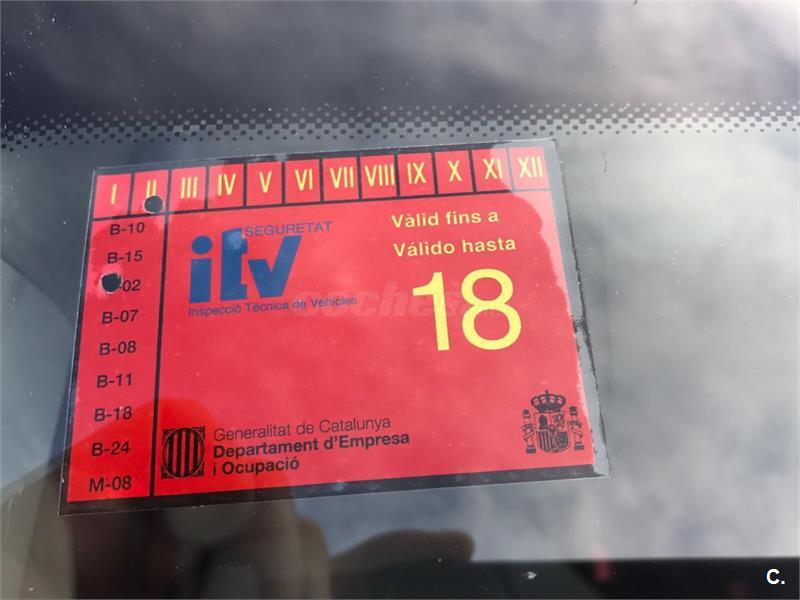 I II III IV V VI VII VIII IX X XI XII
B-10
B-15
-02
B-07
B-08
B-11
B-18
B-24
M-08
SEGURETAT
itv
Inspecció Tècnica de Vehicles
Vàlid fins a
Válido hasta
18
Generalitat de Catalunya
Departament d'Empresa
i Ocupació
C.